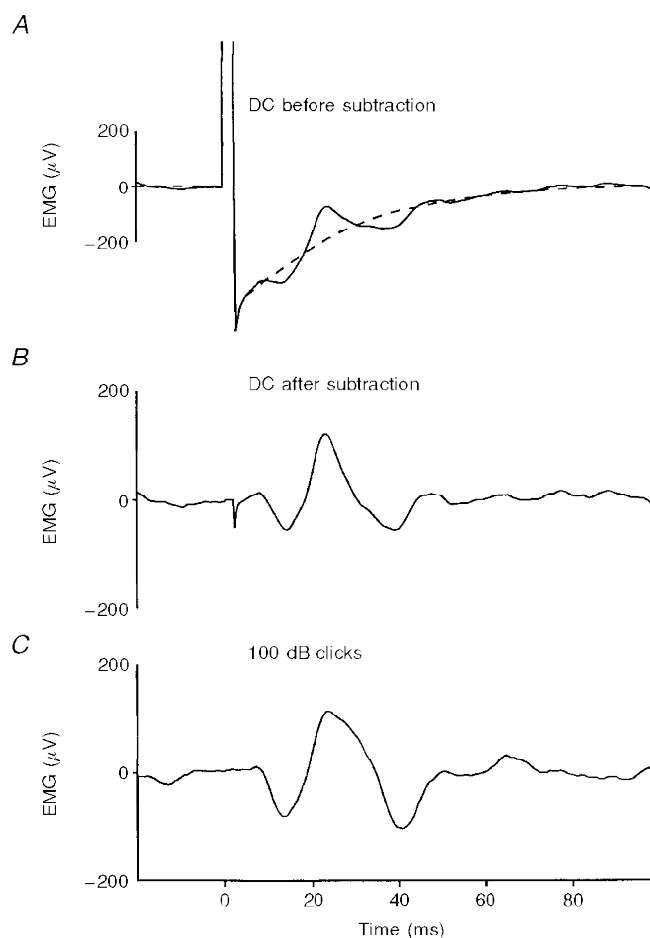 A
DC before subtraction
200
0
−200
EMG (μV)
B
DC after subtraction
200
0
−200
EMG (μV)
C
100 dB clicks
200
0
−200
EMG (μV)
0 20 40 60 80
Time (ms)